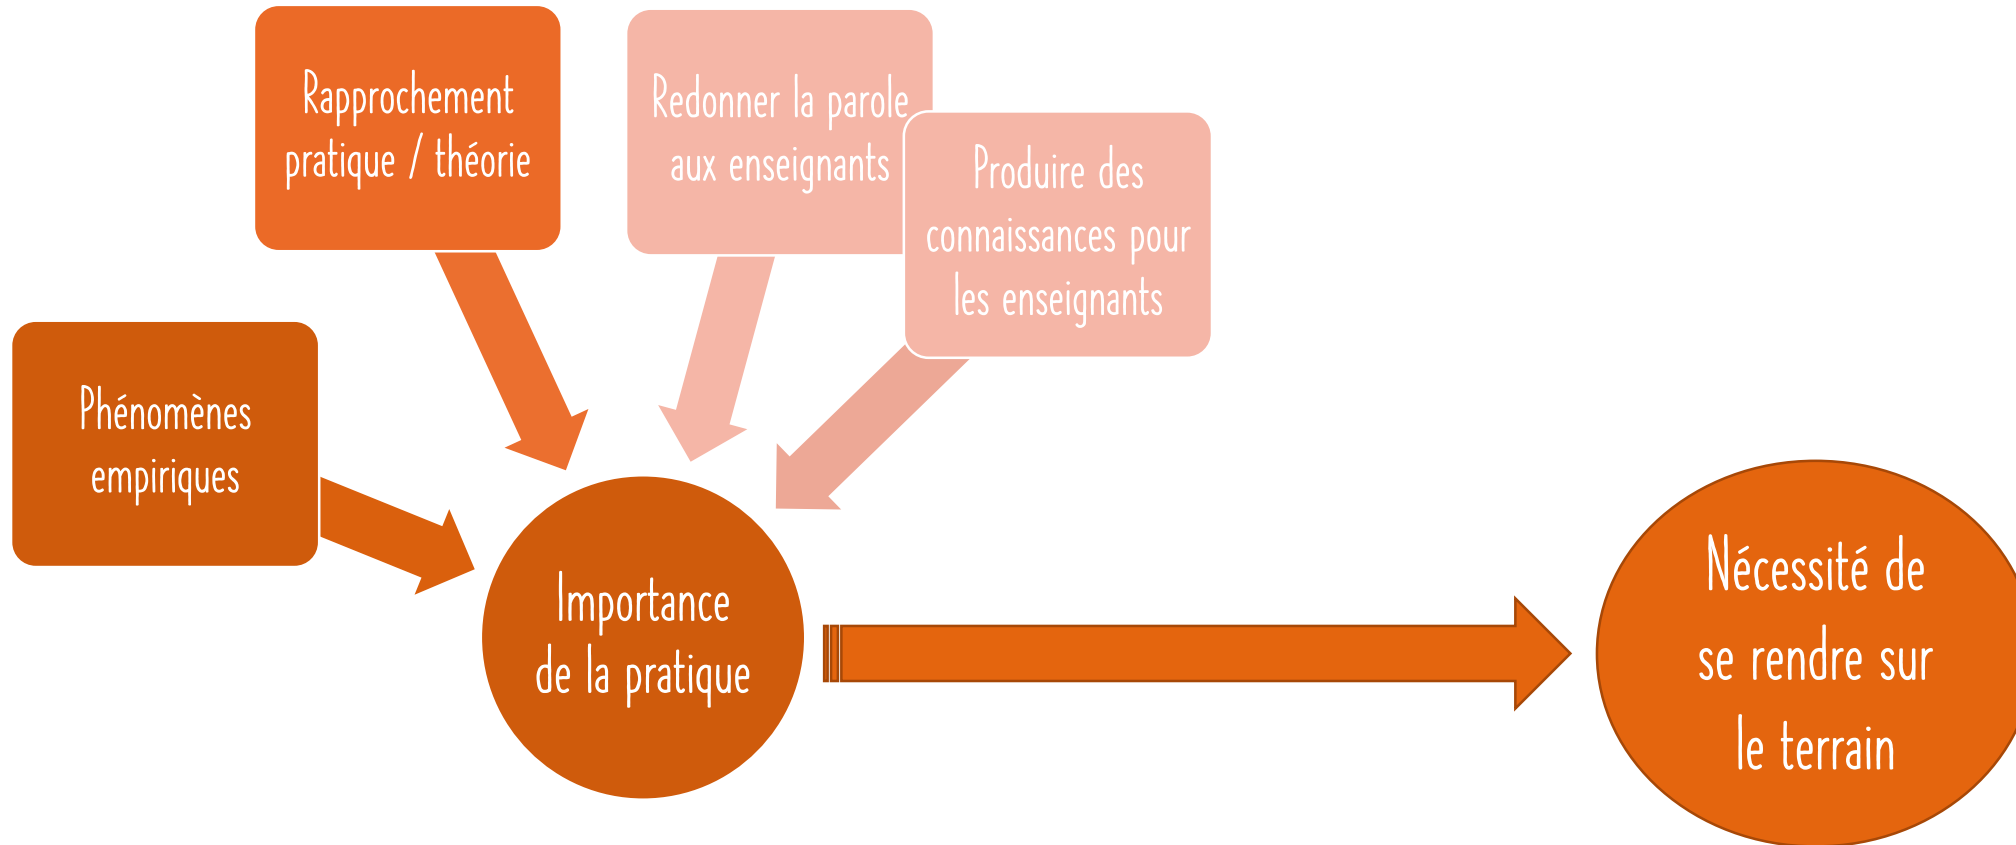 Rapprochement
pratique / théorie
Redonner la parole
aux enseignants
Produire des
connaissances pour
les enseignants
Phénomènes
empiriques
Importance
de la pratique
Nécessité de
se rendre sur
le terrain